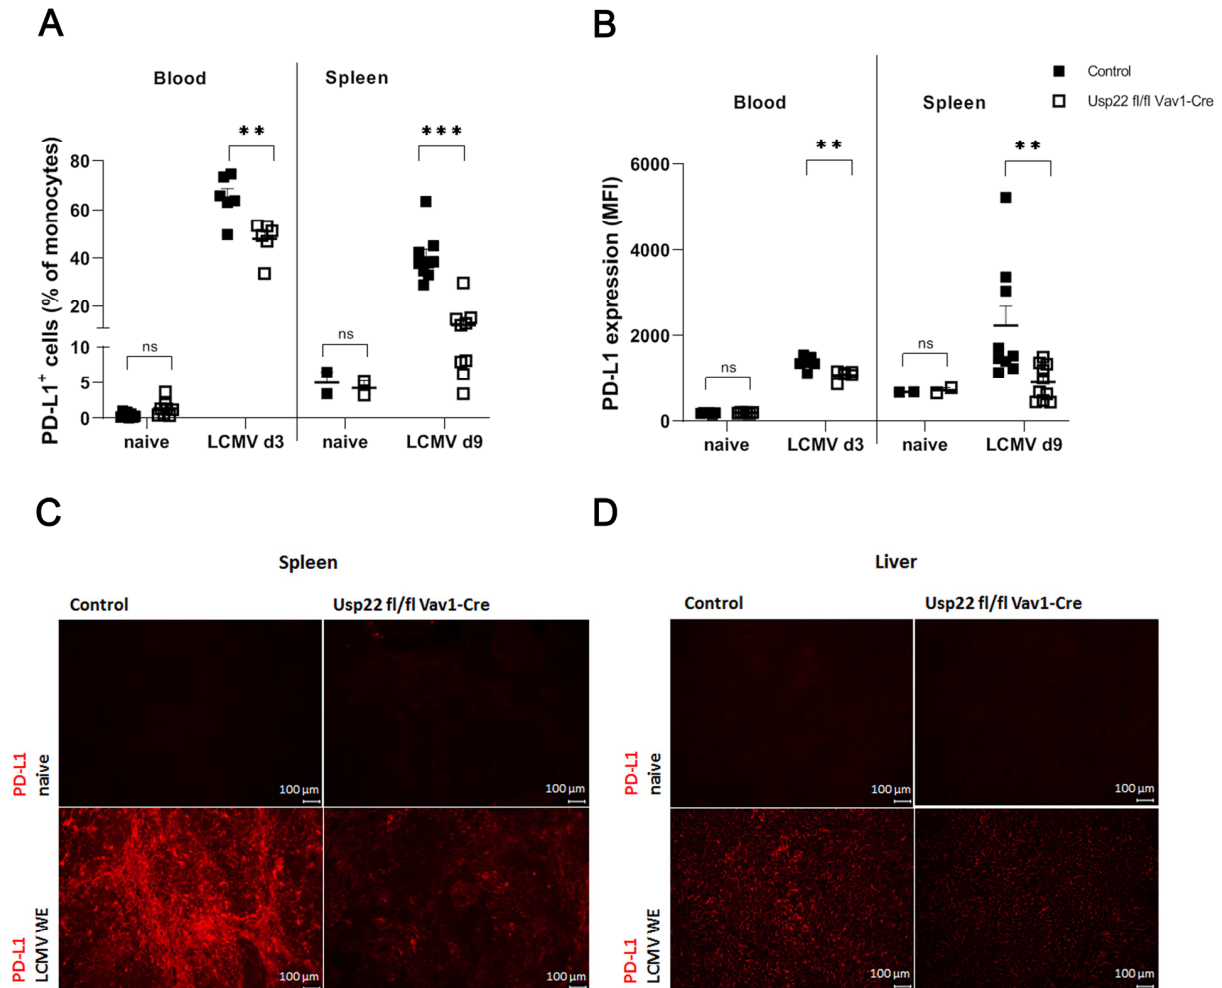 A
Blood
Spleen
**
***
PD-L1+ cells (% of monocytes)
80
60
40
20
10
5
0
ns
ns
naive
LCMV d3
naive
LCMV d9
B
Control
Usp22 fl/fl Vav1-Cre
Blood
Spleen
**
**
PD-L1 expression (MFI)
6000
4000
2000
0
ns
ns
naive
LCMV d3
naive
LCMV d9
C
Spleen
Control
Usp22 fl/fl Vav1-Cre
PD-L1
naive
100 µm
100 µm
PD-L1
LCMV WE
100 µm
100 µm
D
Liver
Control
Usp22 fl/fl Vav1-Cre
PD-L1
naive
100 µm
100 µm
PD-L1
LCMV WE
100 µm
100 µm